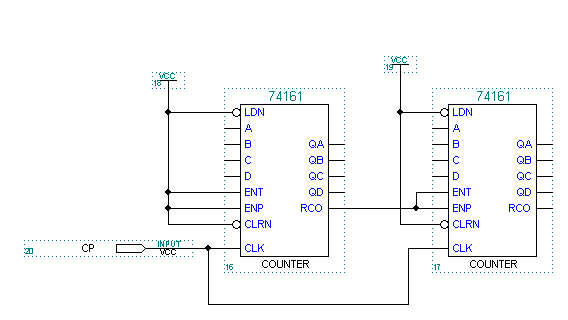 VCC
19
VCC
18
74161
74161
LDN
LDN
A
A
B QA
B QA
C QB
C QB
D QC
D QC
ENT QD
ENT QD
ENP RCO
ENP RCO
CLRN
CLRN
20 CP INPUT
VCC
CLK
CLK
16 COUNTER
17 COUNTER